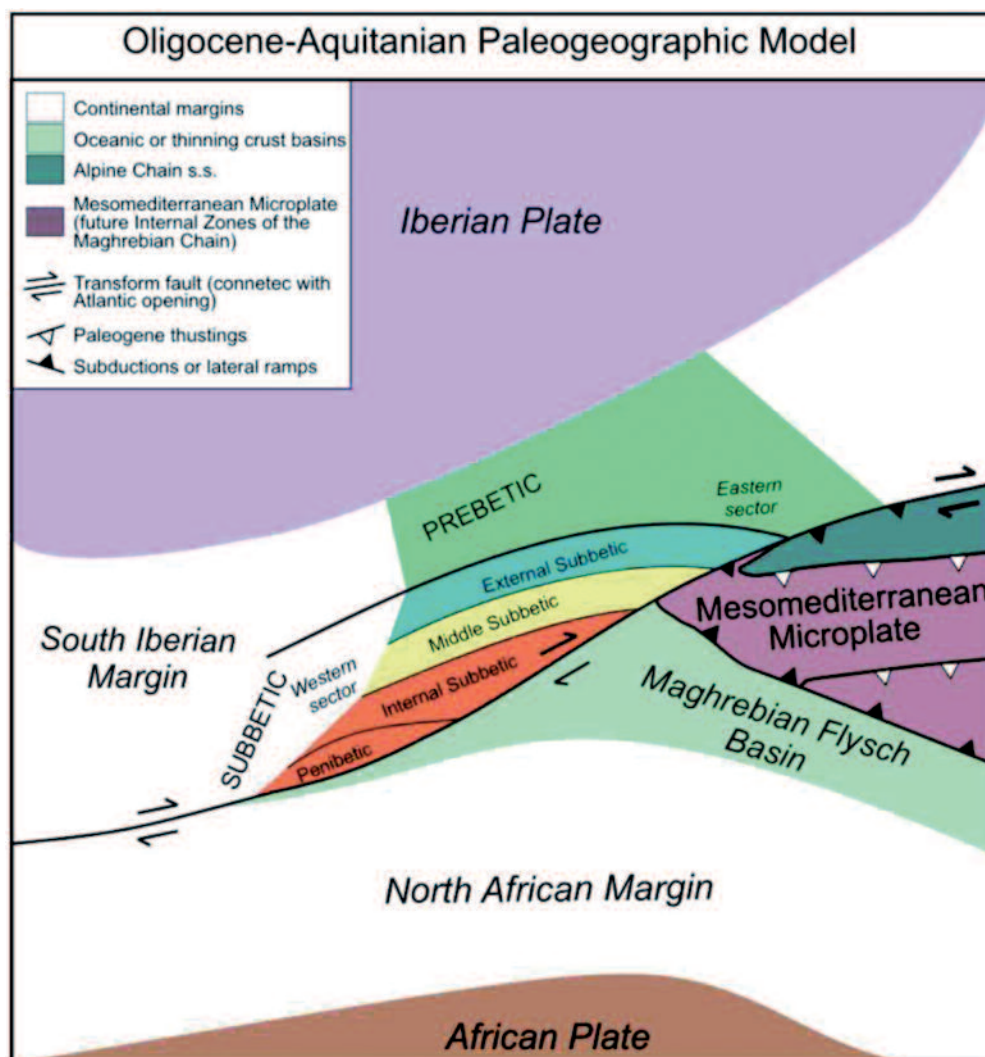 Oligocene-Aquitanian Paleogeographic Model
Continental margins
Oceanic or thinning crust basins
Alpine Chain s.s.
Mesomediterranean Microplate
(future Internal Zones of the
Maghrebian Chain)
Transform fault (connetec with
Atlantic opening)
Paleogene thustings
Subductions or lateral ramps
Iberian Plate
PREBETIC
Eastern
sector
External Subbetic
Middle Subbetic
Internal Subbetic
Penibetic
Western
sector
SUBBETIC
South Iberian
Margin
Mesomediterranean
Microplate
Maghrebian Flysch
Basin
North African Margin
African Plate